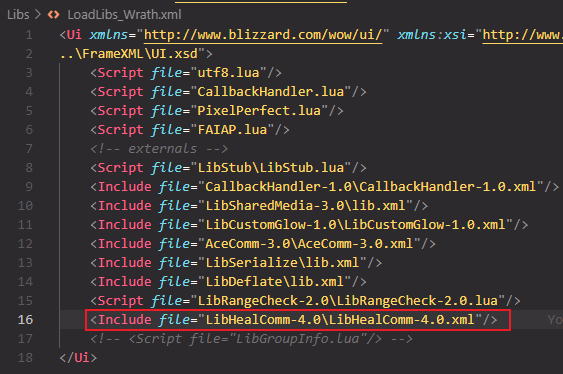 Libs > LoadLibs_Wrath.xml
1 <Ui xmlns="http://www.blizzard.com/wow/ui/" xmlns:xsi="http://www.
2 ..\FrameXML\UI.xsd">
3 <Script file="utf8.lua"/>
4 <Script file="CallbackHandler.lua"/>
5 <Script file="PixelPerfect.lua"/>
6 <Script file="FAIAP.lua"/>
7 <!-- externals -->
8 <Script file="LibStub\LibStub.lua"/>
9 <Include file="CallbackHandler-1.0\CallbackHandler-1.0.xml"/>
10 <Include file="LibSharedMedia-3.0\lib.xml"/>
11 <Include file="LibCustomGlow-1.0\LibCustomGlow-1.0.xml"/>
12 <Include file="AceComm-3.0\AceComm-3.0.xml"/>
13 <Include file="LibSerialize\lib.xml"/>
14 <Include file="LibDeflate\lib.xml"/>
15 <Script file="LibRangeCheck-2.0\LibRangeCheck-2.0.lua"/>
16 <Include file="LibHealComm-4.0\LibHealComm-4.0.xml"/> Yo
17 <!-- <Script file="LibGroupInfo.lua"/> -->
18 </Ui>